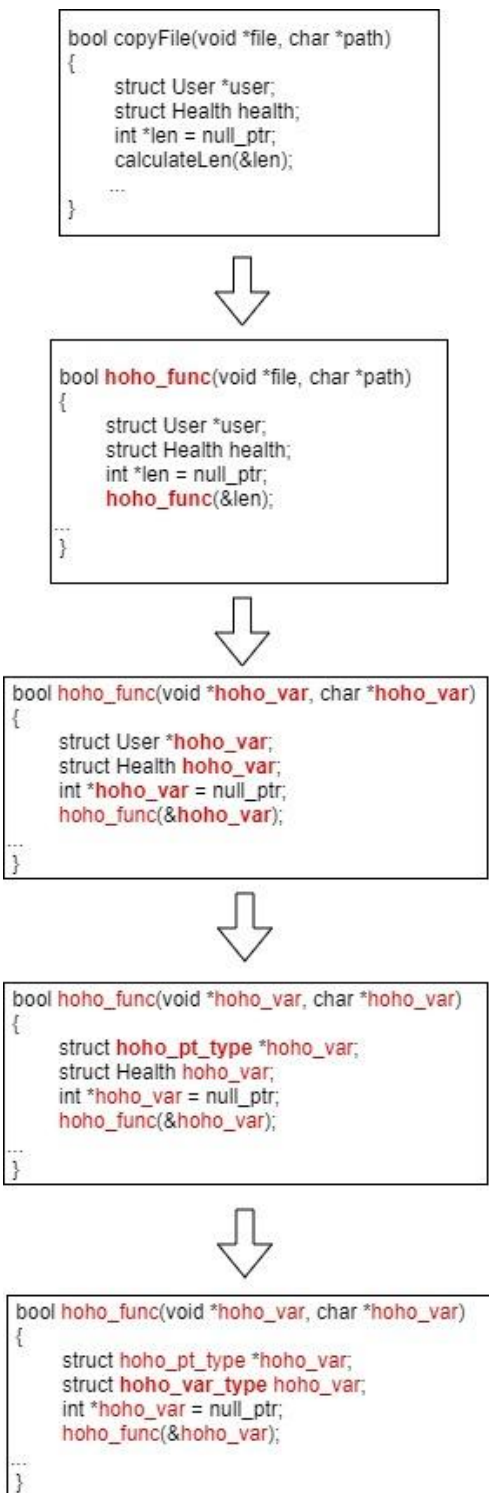 bool copyFile(void *file, char *path)
{
struct User *user;
struct Health health;
int *len = null_ptr;
calculateLen(&len);
...
}
bool hoho_func(void *file, char *path)
{
struct User *user;
struct Health health;
int *len = null_ptr;
hoho_func(&len);
...
}
bool hoho_func(void *hoho_var, char *hoho_var)
{
struct User *hoho_var;
struct Health hoho_var;
int *hoho_var = null_ptr;
hoho_func(&hoho_var);
...
}
bool hoho_func(void *hoho_var, char *hoho_var)
{
struct hoho_pt_type *hoho_var;
struct Health hoho_var;
int *hoho_var = null_ptr;
hoho_func(&hoho_var);
...
}
bool hoho_func(void *hoho_var, char *hoho_var)
{
struct hoho_pt_type *hoho_var;
struct hoho_var_type hoho_var;
int *hoho_var = null_ptr;
hoho_func(&hoho_var);
...
}